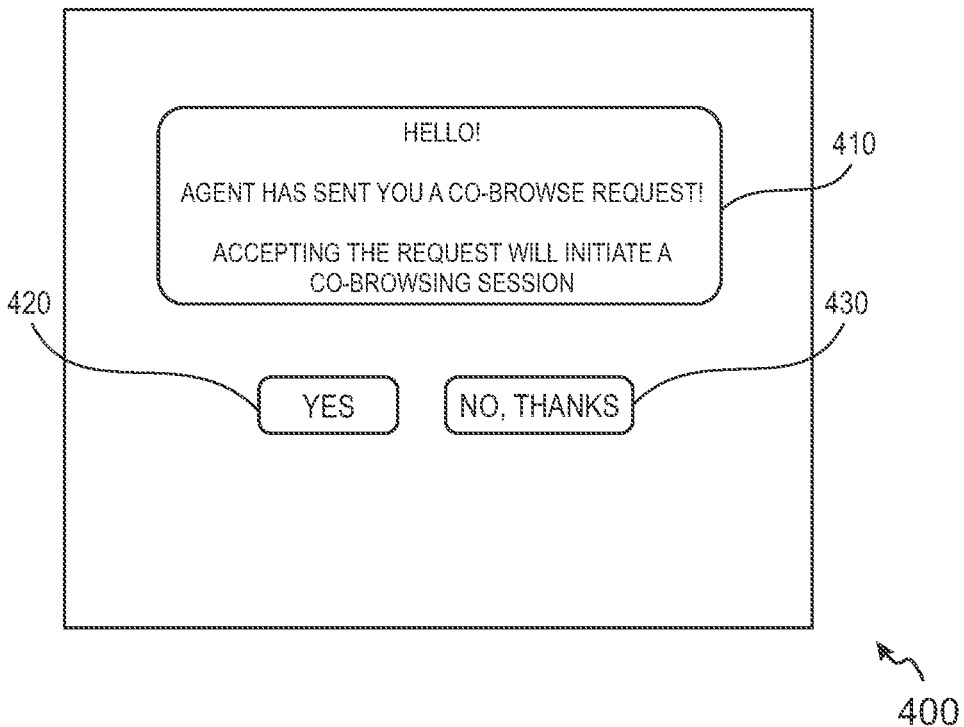 HELLO!
AGENT HAS SENT YOU A CO-BROWSE REQUEST!
ACCEPTING THE REQUEST WILL INITIATE A
CO-BROWSING SESSION
410
420
430
YES
NO, THANKS
400